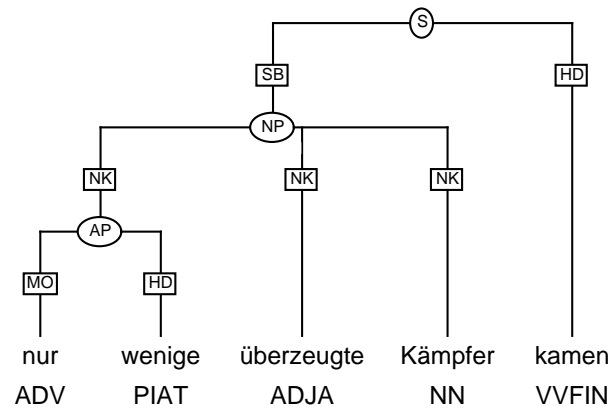 S
SB HD
NP
NK NK NK
AP
MO HD
nur wenige überzeugte Kämpfer kamen
ADV PIAT ADJA NN VVFIN